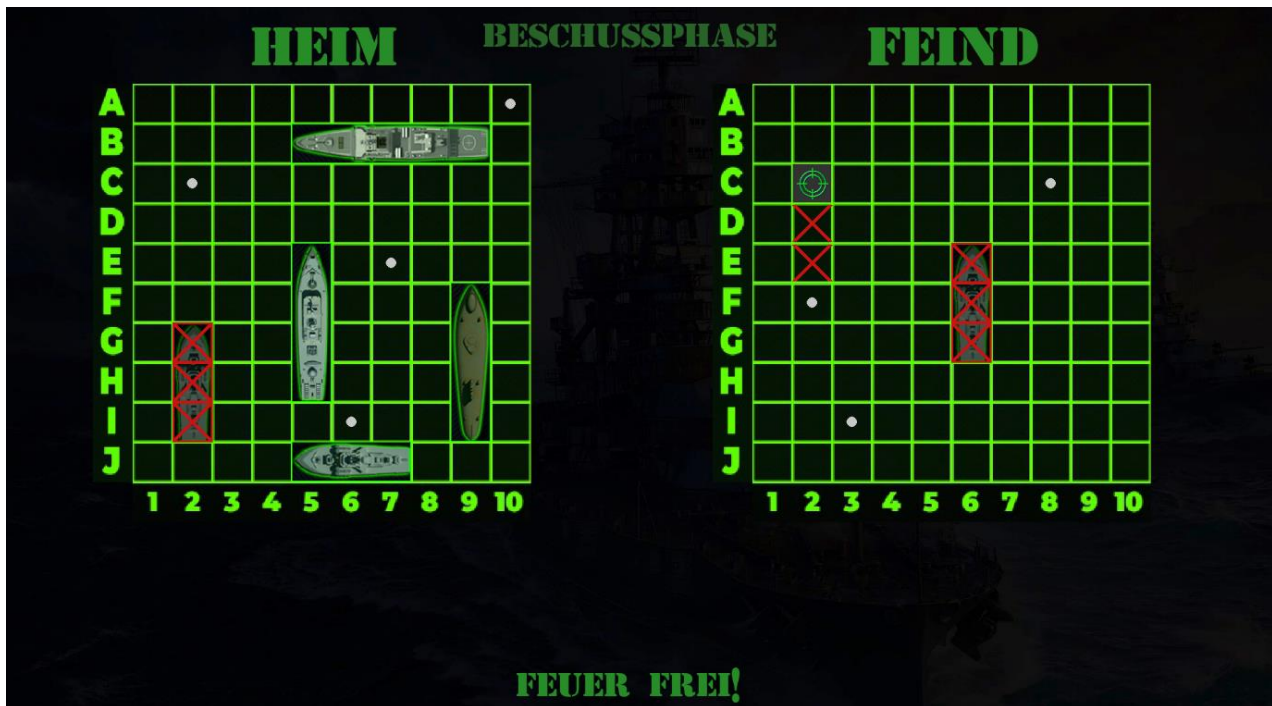 BESCHUSSPHASE
HEIM
A
B
C
D
E
F
G
H
I
J
1 2 3 4 5 6 7 8 9 10
FEIND
A
B
C
D
E
F
G
H
I
J
1 2 3 4 5 6 7 8 9 10
FEUER FREI!